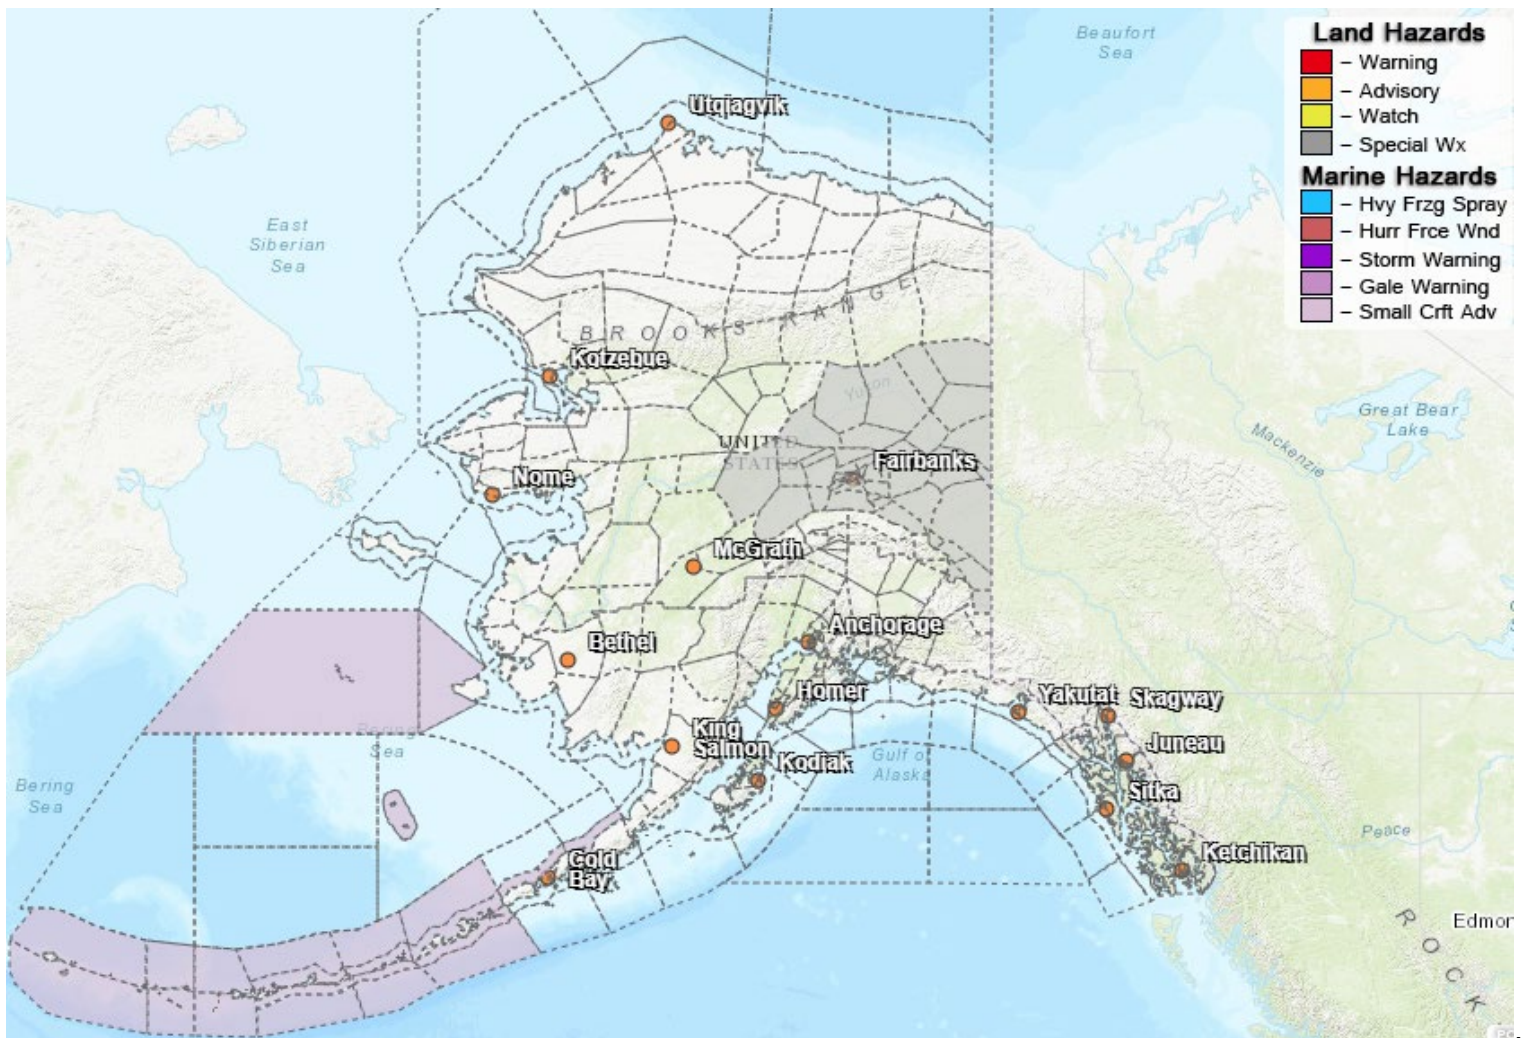 Beaufort
Sea
Land Hazards
– Warning
– Advisory
– Watch
– Special Wx
Marine Hazards
– Hvy Frzg Spray
– Hurr Frce Wnd
– Storm Warning
– Gale Warning
– Small Crft Adv
Utqiagvik
East
Siberian
Sea
BROOKS RANGE
Kotzebue
Yukon
Great Bear
Lake
Mackenzie
UNITED
STATES
Fairbanks
Nome
McGrath
Anchorage
Bethel
Homer
Yakutat
Skagway
King
Salmon
Juneau
Bering
Sea
Kodiak
Gulf o
Alaska
Sitka
Bering
Sea
Peace
Cold
Bay
Ketchikan
Edmor
ROCK